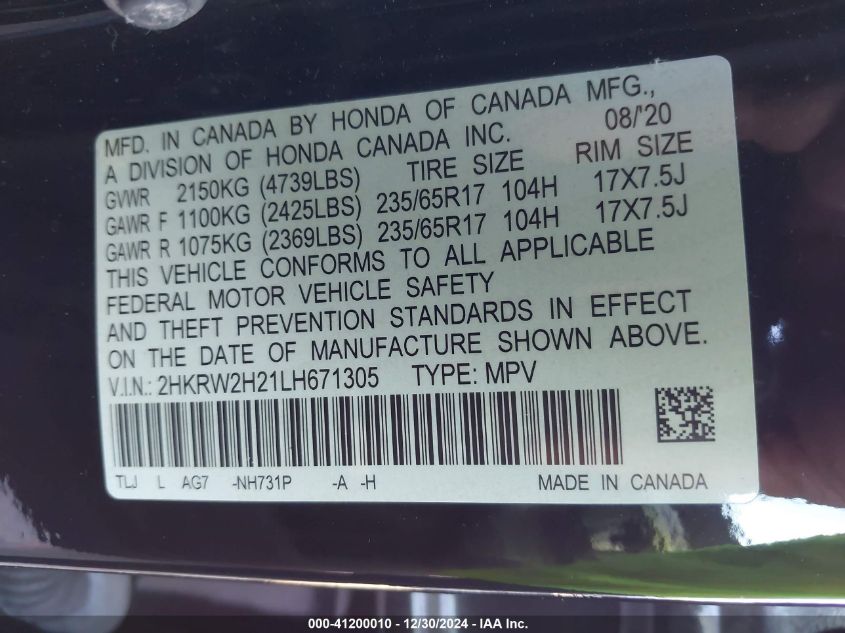 MFD. IN CANADA BY HONDA OF CANADA MFG.,
A DIVISION OF HONDA CANADA INC. 08/'20
TIRE SIZE RIM SIZE
GVWR 2150KG (4739LBS)
GAWR F 1100KG (2425LBS) 235/65R17 104H 17X7.5J
GAWR R 1075KG (2369LBS) 235/65R17 104H 17X7.5J
THIS VEHICLE CONFORMS TO ALL APPLICABLE
FEDERAL MOTOR VEHICLE SAFETY
AND THEFT PREVENTION STANDARDS IN EFFECT
ON THE DATE OF MANUFACTURE SHOWN ABOVE.
V.I.N.: 2HKRW2H21LH671305 TYPE: MPV
TLJ L AG7 -NH731P -A -H MADE IN CANADA
000-41200010 - 12/30/2024 - IAA Inc.